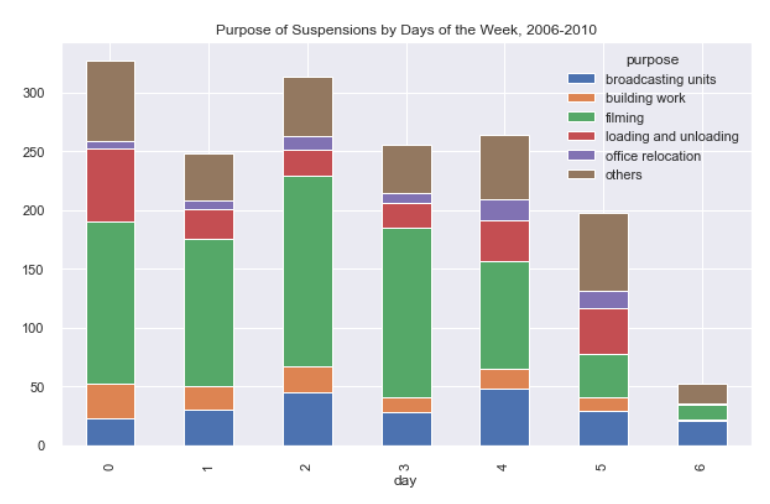 Purpose of Suspensions by Days of the Week, 2006-2010
purpose
broadcasting units
building work
filming
loading and unloading
office relocation
others
300
250
200
150
100
50
0
0 1 2 3 4 5 6
day